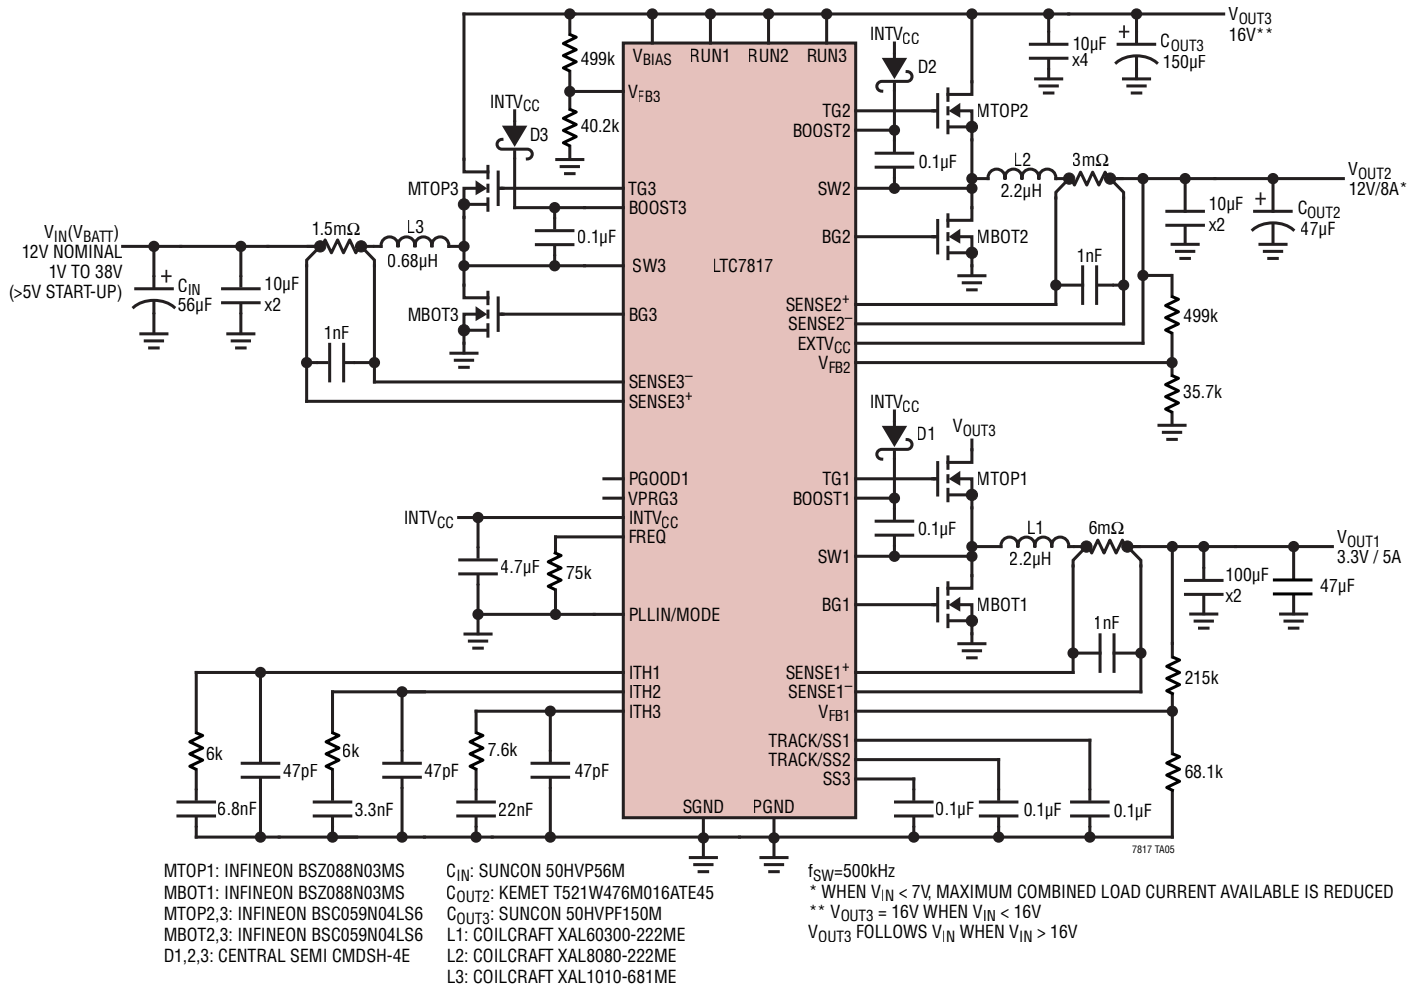 VOUT3
16V**
10µF
x4
COUT3
150µF
499k
40.2k
INTVCC
D3
INTVCC
D2
VBIAS
RUN1
RUN2
RUN3
VFB3
TG2
BOOST2
MTOP2
0.1µF
MTOP3
TG3
BOOST3
SW2
L2
2.2µH
3mΩ
VOUT2
12V/8A*
10µF
x2
COUT2
47µF
VIN(VBATT)
12V NOMINAL
1V TO 38V
(>5V START-UP)
1.5mΩ
L3
0.68µH
0.1µF
BG2
MBOT2
CIN
56µF
10µF
x2
SW3
LTC7817
1nF
MBOT3
BG3
SENSE2+
SENSE2–
EXTVCC
VFB2
499k
35.7k
1nF
SENSE3–
SENSE3+
INTVCC
D1
VOUT3
PGOOD1
VPRG3
INTVCC
INTVCC
FREQ
TG1
BOOST1
MTOP1
0.1µF
4.7µF
75k
SW1
L1
2.2µH
6mΩ
VOUT1
3.3V / 5A
100µF
x2
47µF
PLLIN/MODE
BG1
MBOT1
1nF
ITH1
ITH2
ITH3
SENSE1+
SENSE1–
VFB1
215k
68.1k
6k
47pF
6k
47pF
7.6k
47pF
TRACK/SS1
TRACK/SS2
SS3
6.8nF
3.3nF
22nF
SGND
PGND
0.1µF
0.1µF
0.1µF
7817 TA05
MTOP1: INFINEON BSZ088N03MS
MBOT1: INFINEON BSZ088N03MS
MTOP2,3: INFINEON BSC059N04LS6
MBOT2,3: INFINEON BSC059N04LS6
D1,2,3: CENTRAL SEMI CMDSH-4E
CIN: SUNCON 50HVP56M
COUT2: KEMET T521W476M016ATE45
COUT3: SUNCON 50HVPF150M
L1: COILCRAFT XAL60300-222ME
L2: COILCRAFT XAL8080-222ME
L3: COILCRAFT XAL1010-681ME
fSW=500kHz
* WHEN VIN < 7V, MAXIMUM COMBINED LOAD CURRENT AVAILABLE IS REDUCED
** VOUT3 = 16V WHEN VIN < 16V
VOUT3 FOLLOWS VIN WHEN VIN > 16V